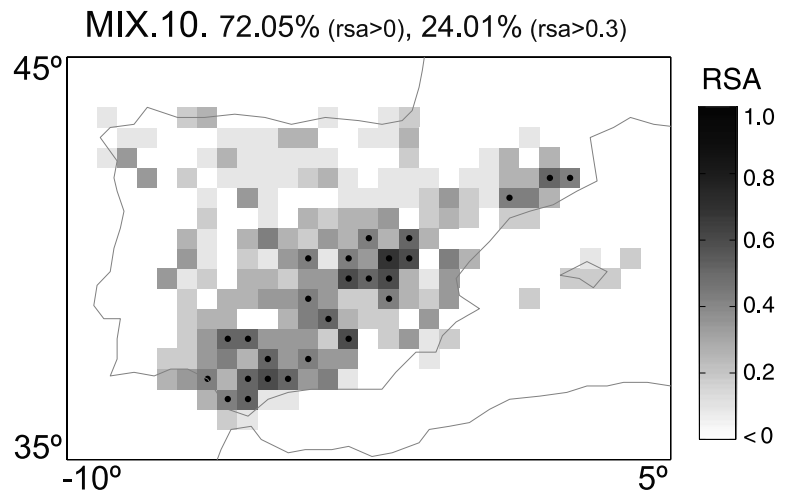 MIX.10. 72.05% (rsa>0), 24.01% (rsa>0.3)
45º
35º
-10º
5º
RSA
1.0
0.8
0.6
0.4
0.2
<0